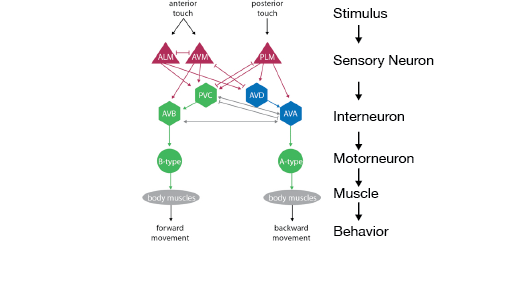 anterior
touch
posterior
touch
Stimulus
ALM
AVM
PLM
Sensory Neuron
PVC
AVD
AVB
AVA
Interneuron
B-type
A-type
Motorneuron
body muscles
body muscles
Muscle
forward
movement
backward
movement
Behavior